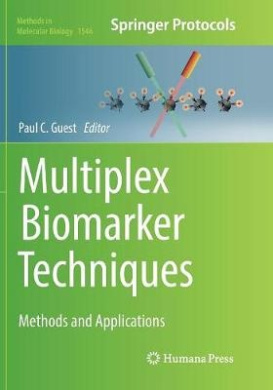 Methods in
Molecular Biology 1546
Springer Protocols
Paul C. Guest Editor
Multiplex
Biomarker
Techniques
Methods and Applications
Humana Press